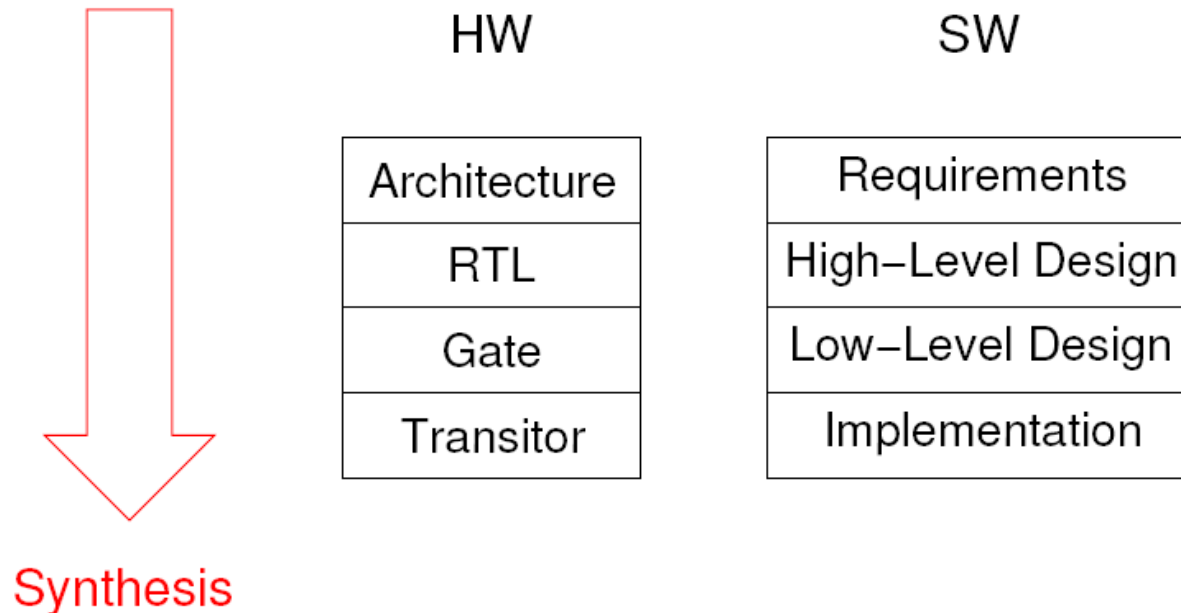 HW
SW
Architecture
Requirements
RTL
High−Level Design
Gate
Low−Level Design
Transitor
Implementation
Synthesis